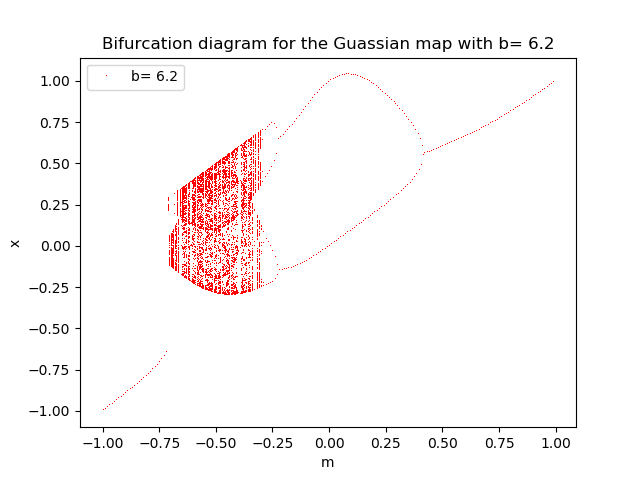 Bifurcation diagram for the Guassian map with b= 6.2
b= 6.2
1.00
0.75
0.50
0.25
0.00
−0.25
−0.50
−0.75
−1.00
x
−1.00 −0.75 −0.50 −0.25 0.00 0.25 0.50 0.75 1.00
m